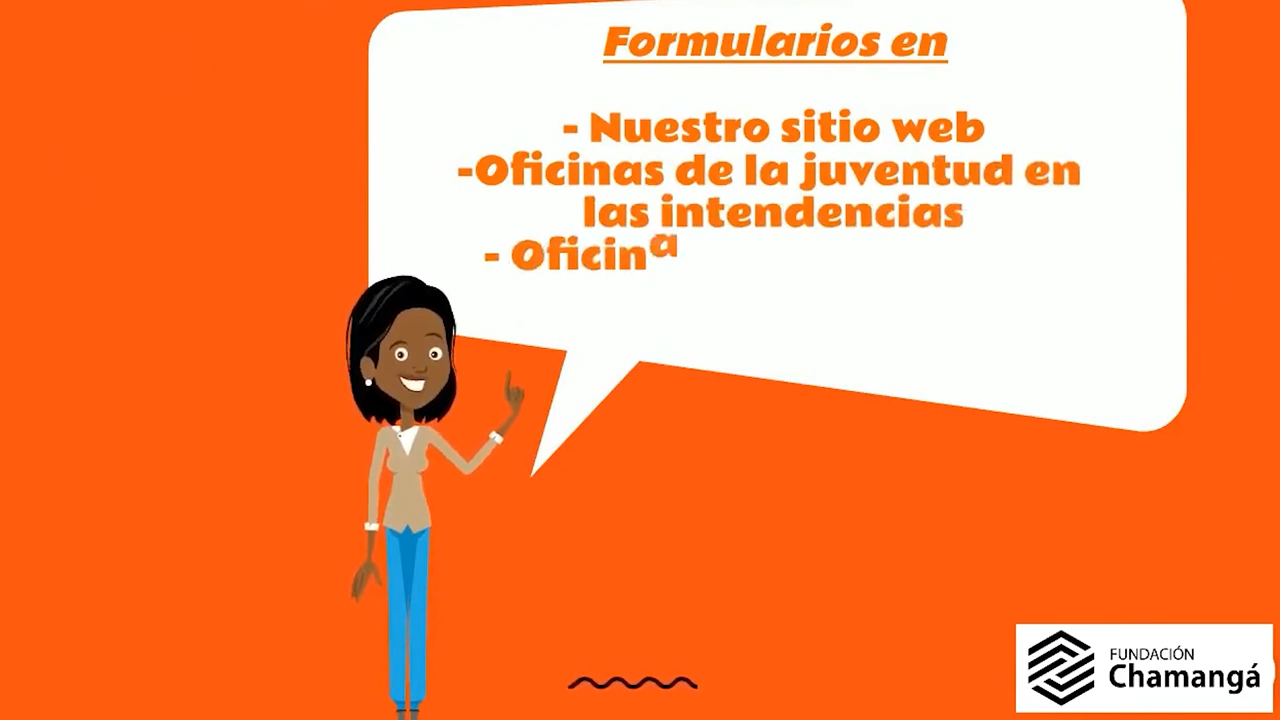 Formularios en
- Nuestro sitio web
-Oficinas de la juventud en
las intendencias
- Oficina
FUNDACIÓN
Chamangá